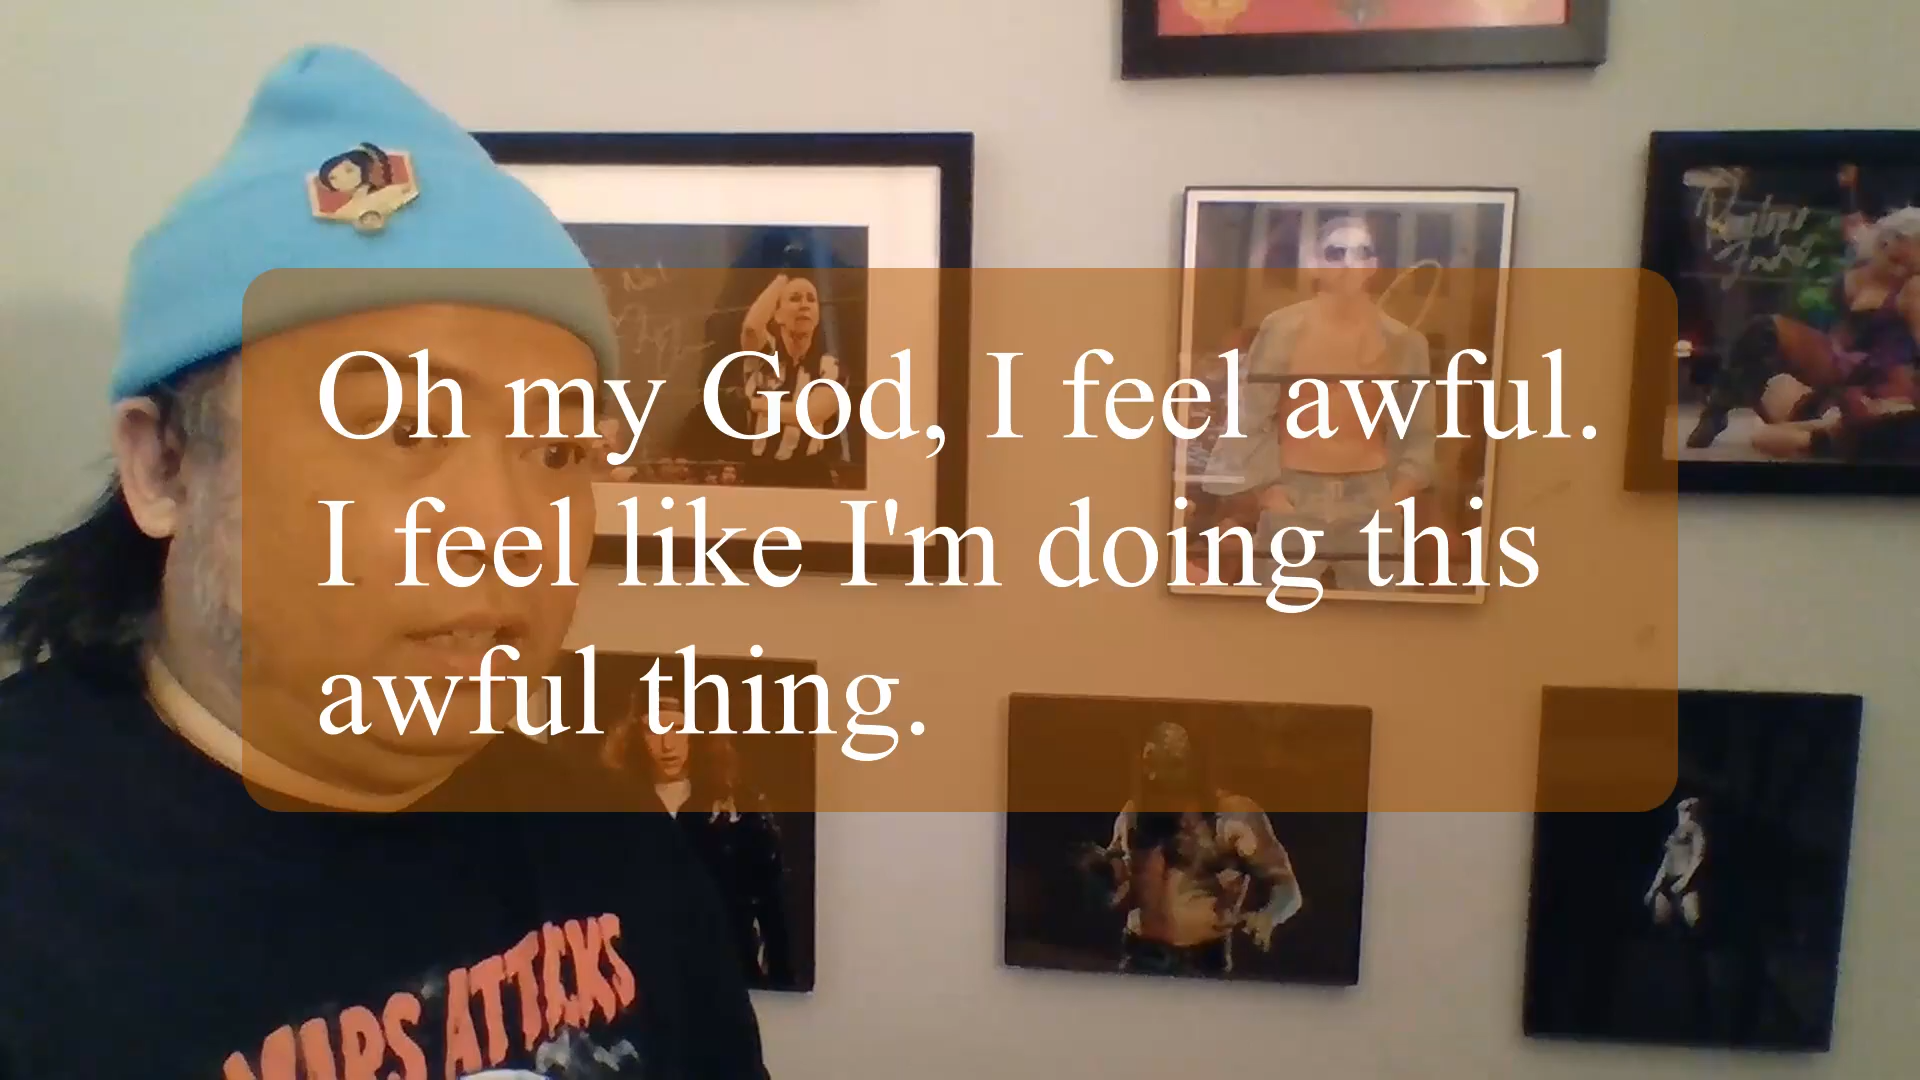 Oh my God, I feel awful.
I feel like I'm doing this
awful thing.
MARS ATTACKS